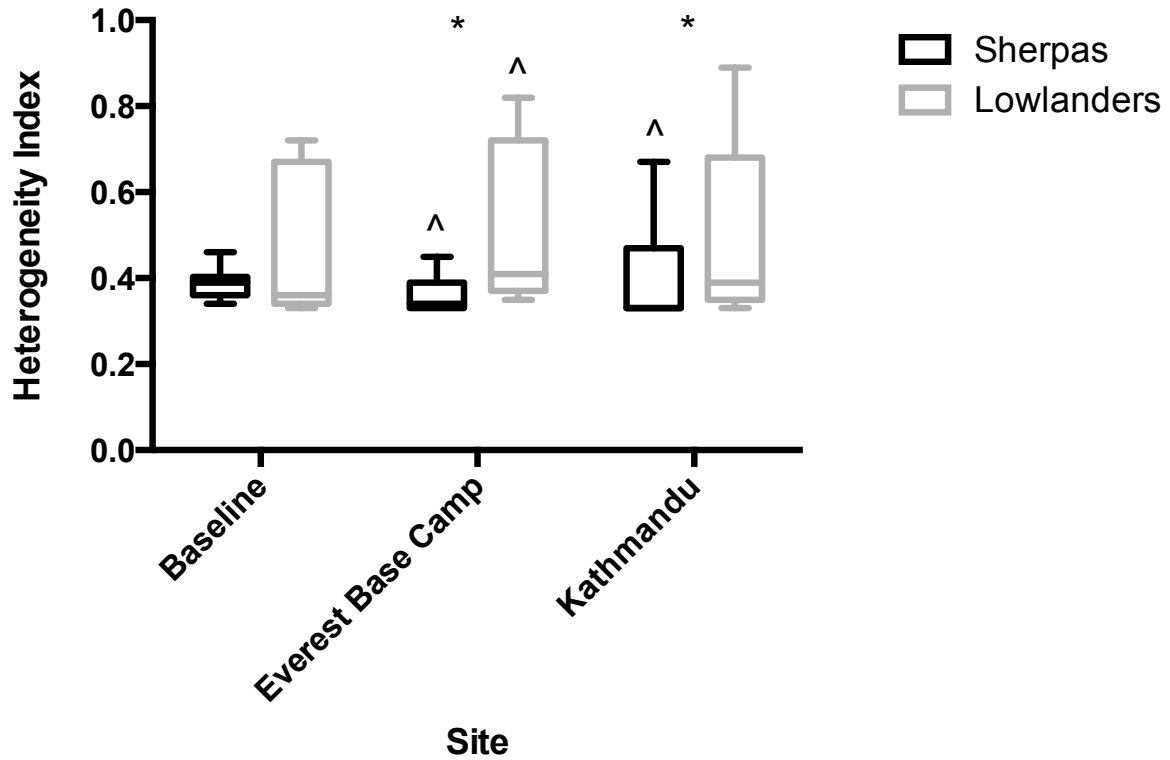 Heterogeneity Index
1.0
0.8
0.6
0.4
0.2
0.0
* *
^ ^ ^
Sherpas
Lowlanders
Baseline
Everest Base Camp
Kathmandu
Site